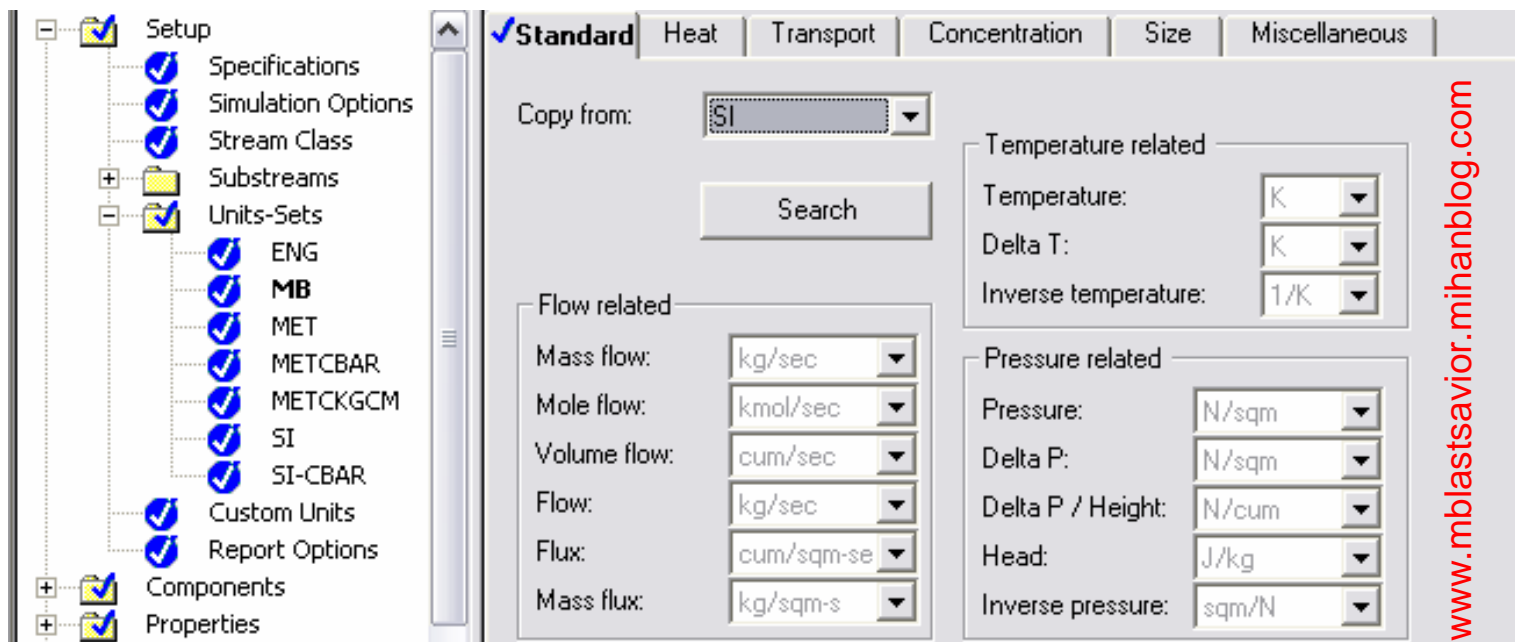 Setup
Specifications
Simulation Options
Stream Class
Substreams
Units-Sets
ENG
MB
MET
METCBAR
METCKGCM
SI
SI-CBAR
Custom Units
Report Options
Components
Properties
Standard Heat Transport Concentration Size Miscellaneous
Copy from: SI
Search
Flow related
Mass flow: kg/sec
Mole flow: kmol/sec
Volume flow: cum/sec
Flow: kg/sec
Flux: cum/sqm-se
Mass flux: kg/sqm-s
Temperature related
Temperature: K
Delta T: K
Inverse temperature: 1/K
Pressure related
Pressure: N/sqm
Delta P: N/sqm
Delta P / Height: N/cum
Head: J/kg
Inverse pressure: sqm/N
www.mblastsavior.mihanblog.com